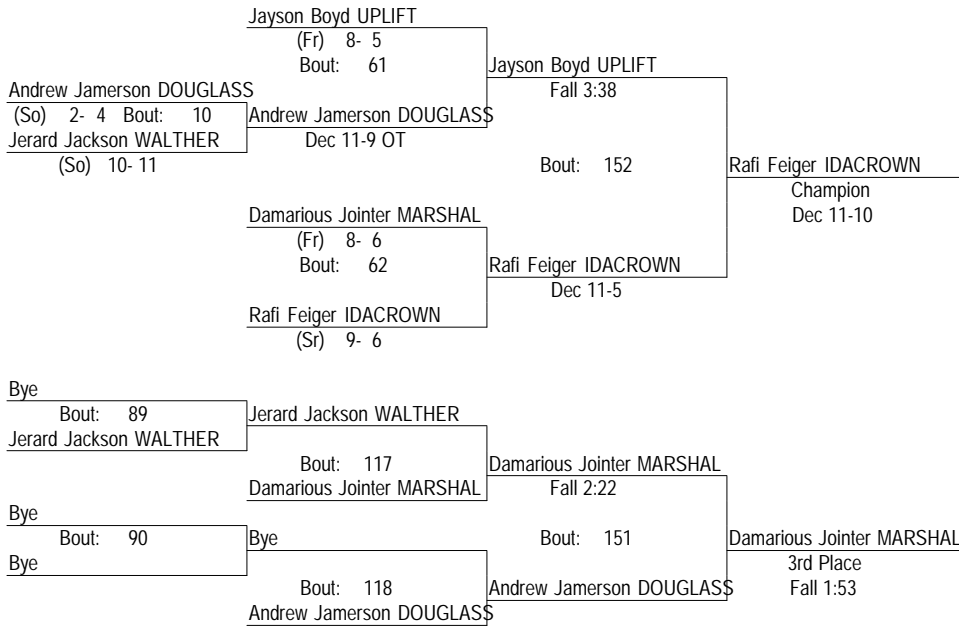 Jayson Boyd UPLIFT
(Fr) 8- 5
Bout: 61
Jayson Boyd UPLIFT
Andrew Jamerson DOUGLASS
Fall 3:38
(So) 2- 4 Bout: 10
Andrew Jamerson DOUGLASS
Jerard Jackson WALTHER
Dec 11-9 OT
(So) 10- 11
Bout: 152
Rafi Feiger IDACROWN
Champion
Damarious Jointer MARSHAL
Dec 11-10
(Fr) 8- 6
Bout: 62
Rafi Feiger IDACROWN
Dec 11-5
Rafi Feiger IDACROWN
(Sr) 9- 6
Bye
Bout: 89
Jerard Jackson WALTHER
Jerard Jackson WALTHER
Bout: 117
Damarious Jointer MARSHAL
Damarious Jointer MARSHAL
Fall 2:22
Bye
Bout: 90
Bye
Bout: 151
Damarious Jointer MARSHAL
Bye
3rd Place
Bout: 118
Andrew Jamerson DOUGLASS
Fall 1:53
Andrew Jamerson DOUGLASS